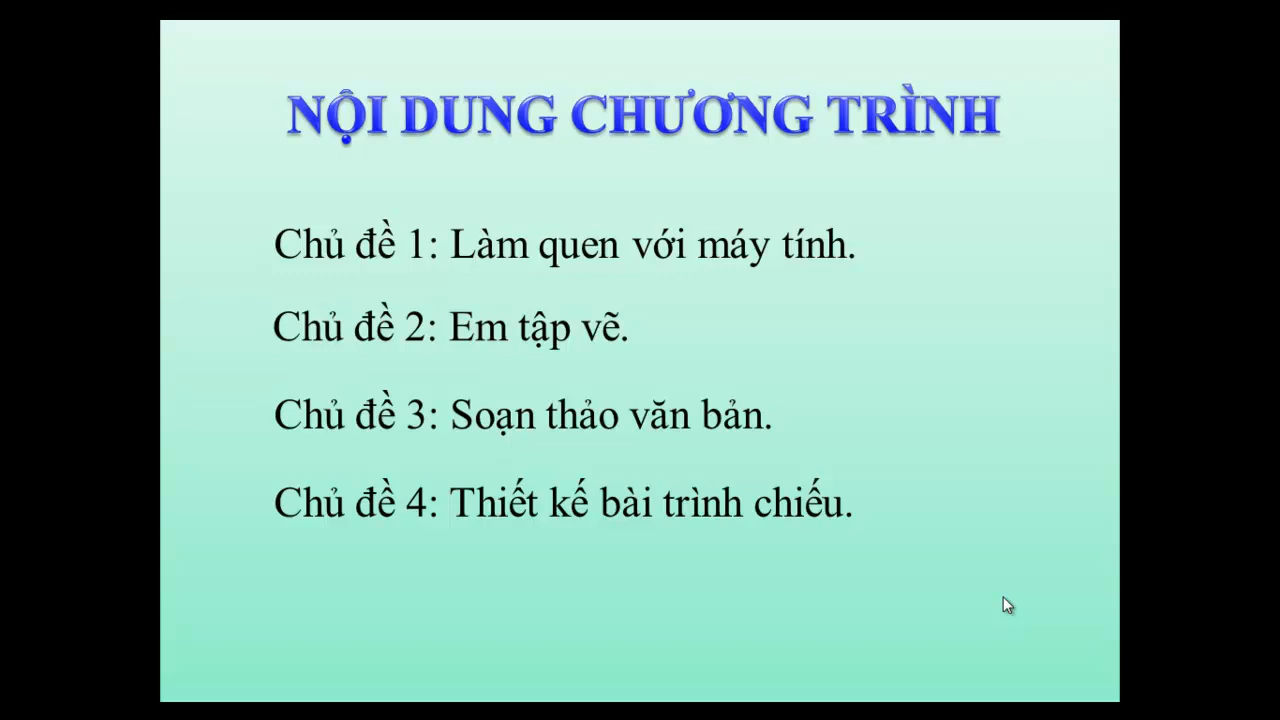 NỘI DUNG CHƯƠNG TRÌNH
Chủ đề 1: Làm quen với máy tính.
Chủ đề 2: Em tập vẽ.
Chủ đề 3: Soạn thảo văn bản.
Chủ đề 4: Thiết kế bài trình chiếu.